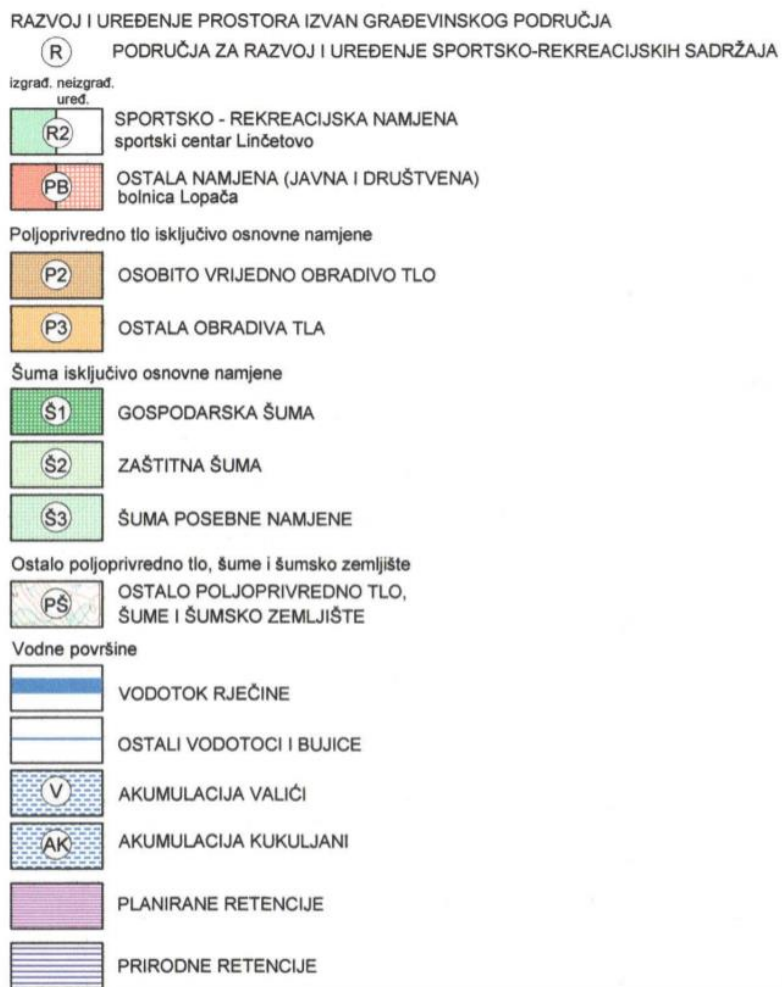 RAZVOJ I UREĐENJE PROSTORA IZVAN GRAĐEVINSKOG PODRUČJA
R PODRUČJA ZA RAZVOJ I UREĐENJE SPORTSKO-REKREACIJSKIH SADRŽAJA
izgrađ. neizgrađ.
uređ.
R2 SPORTSKO - REKREACIJSKA NAMJENA
sportski centar Linčetovo
PB OSTALA NAMJENA (JAVNA I DRUŠTVENA)
bolnica Lopača
Poljoprivredno tlo isključivo osnovne namjene
P2 OSOBITO VRIJEDNO OBRADIVO TLO
P3 OSTALA OBRADIVA TLA
Šuma isključivo osnovne namjene
Š1 GOSPODARSKA ŠUMA
Š2 ZAŠTITNA ŠUMA
Š3 ŠUMA POSEBNE NAMJENE
Ostalo poljoprivredno tlo, šume i šumsko zemljište
PŠ OSTALO POLJOPRIVREDNO TLO,
ŠUME I ŠUMSKO ZEMLJIŠTE
Vodne površine
VODOTOK RJEČINE
OSTALI VODOTOCI I BUJICE
V AKUMULACIJA VALIĆI
AK AKUMULACIJA KUKULJANI
PLANIRANE RETENCIJE
PRIRODNE RETENCIJE